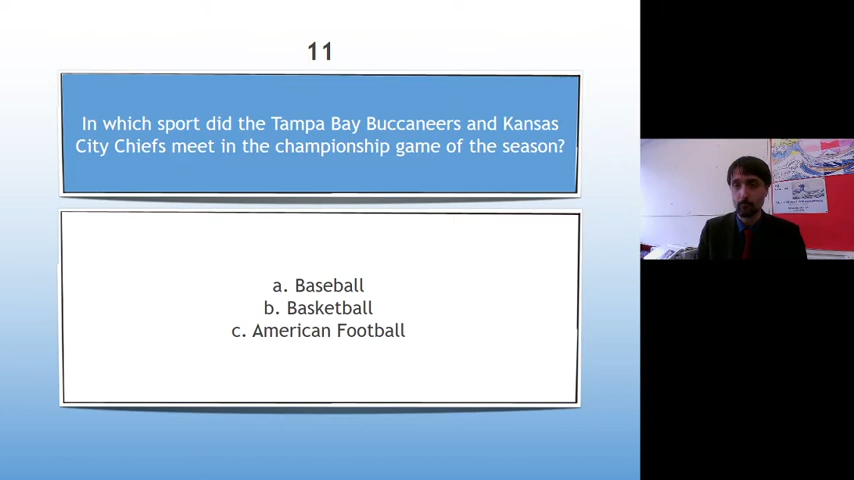 11
In which sport did the Tampa Bay Buccaneers and Kansas
City Chiefs meet in the championship game of the season?
a. Baseball
b. Basketball
c. American Football